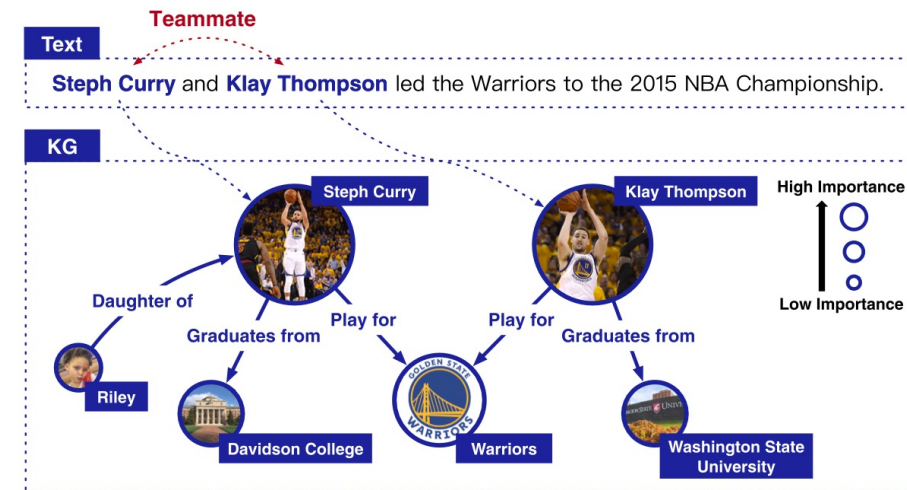 Teammate
Text
Steph Curry and Klay Thompson led the Warriors to the 2015 NBA Championship.
KG
Steph Curry
Klay Thompson
High Importance
Low Importance
Daughter of
Graduates from
Play for
Play for
Graduates from
Riley
Davidson College
GOLDEN STATE
WARRIORS
Warriors
Washington State
University